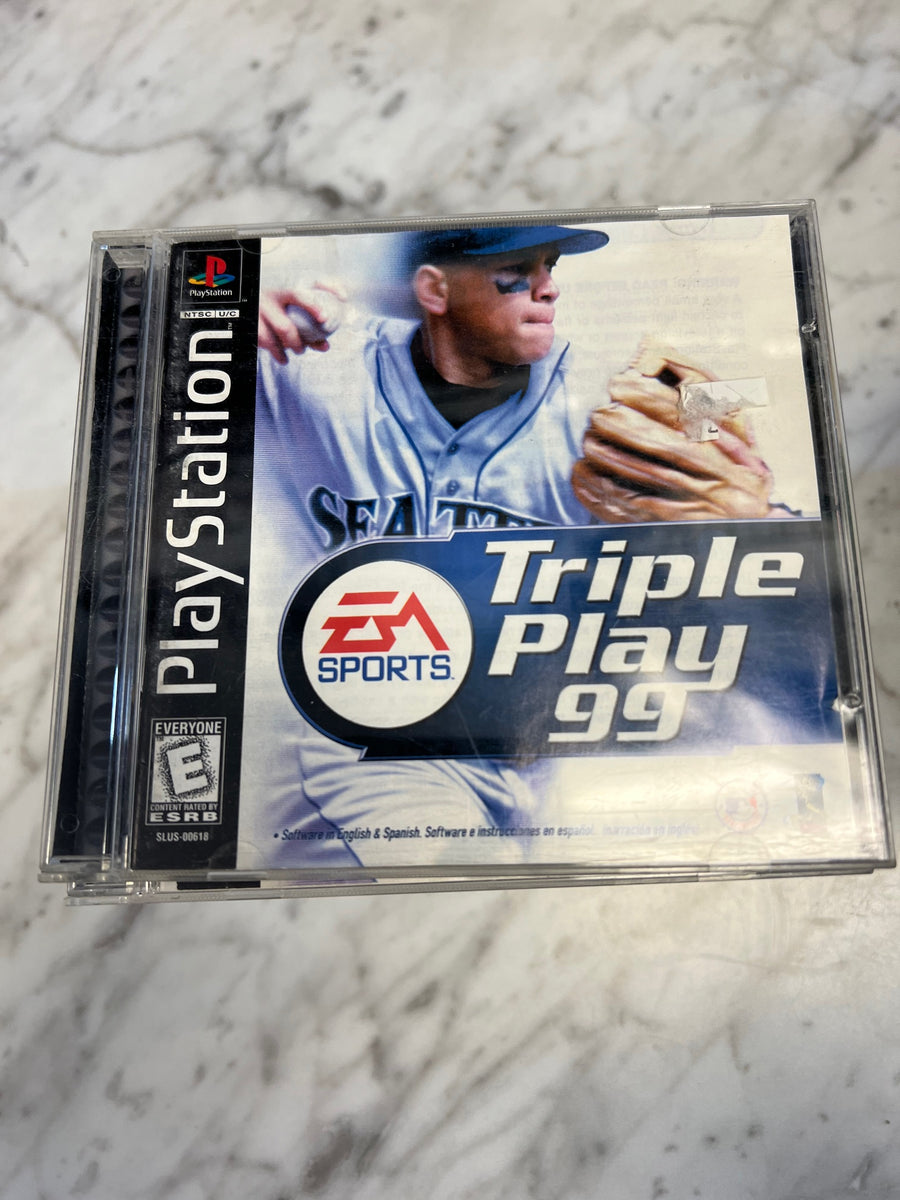 PlayStation
NTSC U/C
PlayStation™
SEATT
EA
SPORTS
Triple
Play
99
EVERYONE
E
CONTENT RATED BY
ESRB
SLUS-00618
• Software in English & Spanish. Software e instrucciones en español, narración en inglés